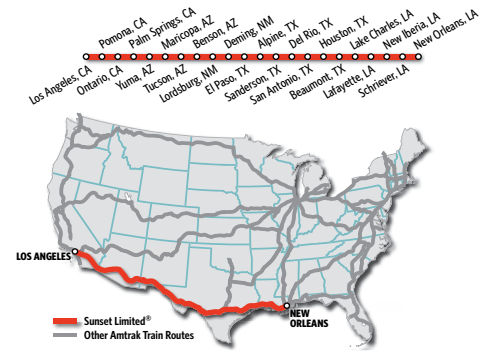 Pomona, CA
Palm Springs, CA
Maricopa, AZ
Benson, AZ
Deming, NM
Alpine, TX
Del Rio, TX
Houston, TX
Lake Charles, LA
New Iberia, LA
New Orleans, LA
Los Angeles, CA
Ontario, CA
Yuma, AZ
Tucson, AZ
Lordsburg, NM
El Paso, TX
Sanderson, TX
San Antonio, TX
Beaumont, TX
Lafayette, LA
Schriever, LA
LOS ANGELES
NEW
ORLEANS
Sunset Limited®
Other Amtrak Train Routes